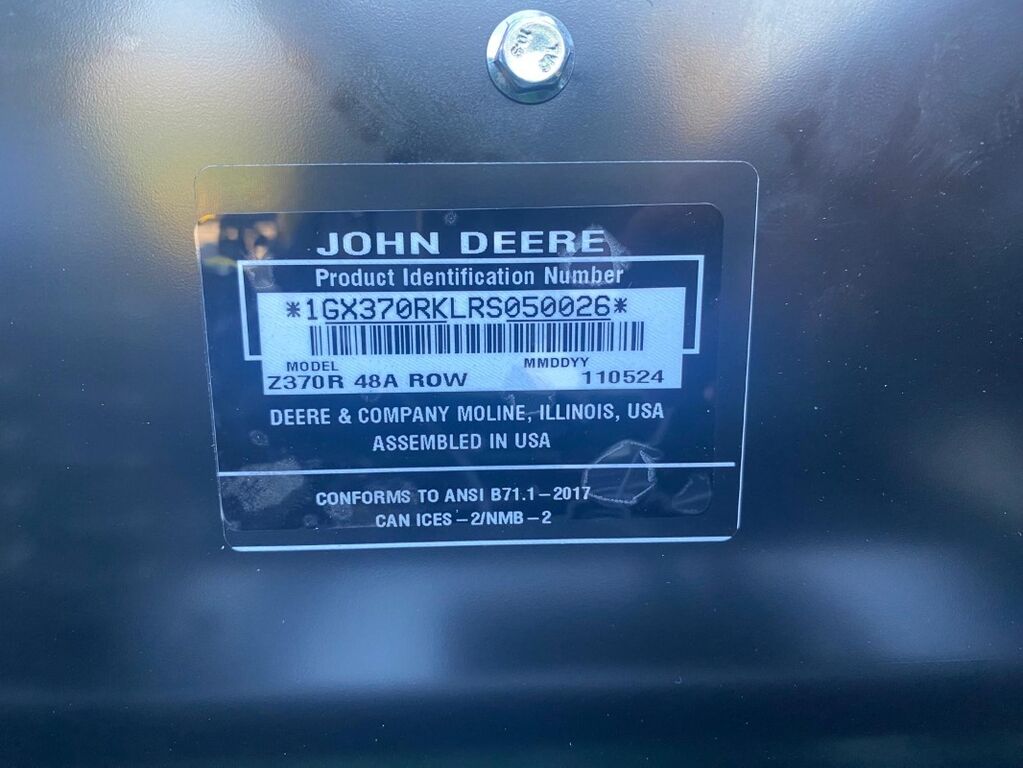 JOHN DEERE
Product Identification Number
*1GX370RKLRS050026*
MODEL MMDDYY
Z370R 48A ROW 110524
DEERE & COMPANY MOLINE, ILLINOIS, USA
ASSEMBLED IN USA
CONFORMS TO ANSI B71.1-2017
CAN ICES-2/NMB-2